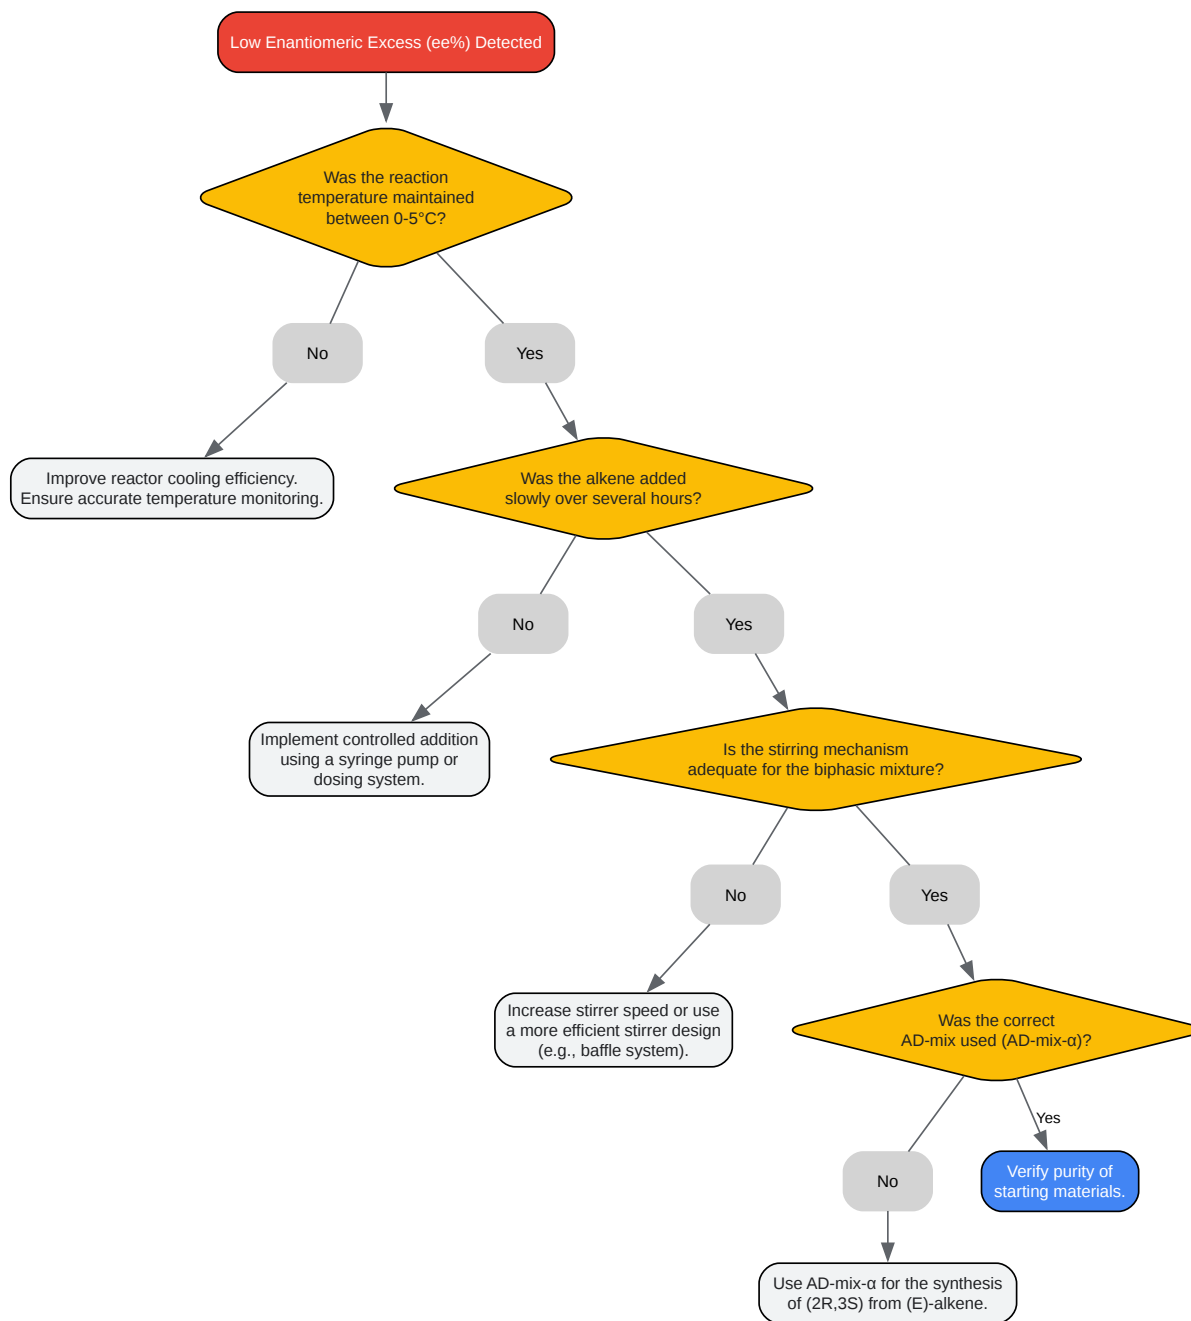 Low Enantiomeric Excess (ee%) Detected
Was the reaction
temperature maintained
between 0-5°C?
No
Yes
Improve reactor cooling efficiency.
Ensure accurate temperature monitoring.
Was the alkene added
slowly over several hours?
No
Yes
Implement controlled addition
using a syringe pump or
dosing system.
Is the stirring mechanism
adequate for the biphasic mixture?
No
Yes
Increase stirrer speed or use
a more efficient stirrer design
(e.g., baffle system).
Was the correct
AD-mix used (AD-mix-α)?
Yes
No
Verify purity of
starting materials.
Use AD-mix-α for the synthesis
of (2R,3S) from (E)-alkene.